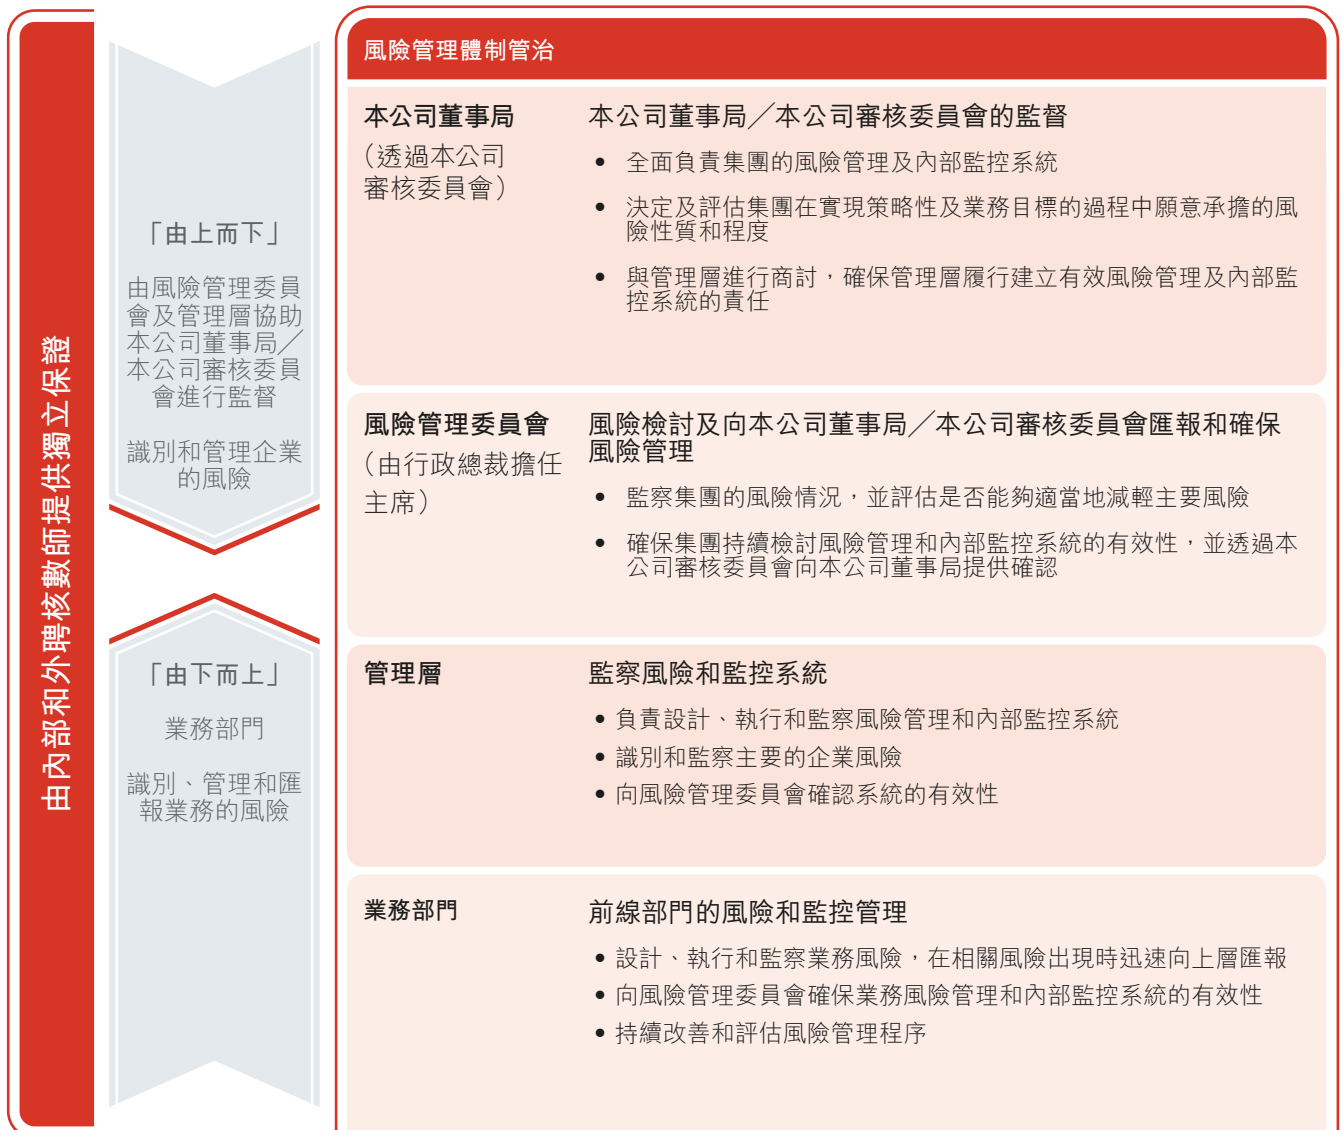 由內部和外聘核數師提供獨立保證
「由上而下」
由風險管理委員
會及管理層協助
本公司董事局╱
本公司審核委員
會進行監督
識別和管理企業
的風險
「由下而上」
業務部門
識別、管理和匯
報業務的風險
風險管理體制管治
本公司董事局
（透過本公司
審核委員會）
本公司董事局╱本公司審核委員會的監督
• 全面負責集團的風險管理及內部監控系統
• 決定及評估集團在實現策略性及業務目標的過程中願意承擔的風
險性質和程度
• 與管理層進行商討，確保管理層履行建立有效風險管理及內部監
控系統的責任
風險管理委員會
（由行政總裁擔任
主席）
風險檢討及向本公司董事局╱本公司審核委員會匯報和確保
風險管理
• 監察集團的風險情況，並評估是否能夠適當地減輕主要風險
• 確保集團持續檢討風險管理和內部監控系統的有效性，並透過本
公司審核委員會向本公司董事局提供確認
管理層
監察風險和監控系統
• 負責設計、執行和監察風險管理和內部監控系統
• 識別和監察主要的企業風險
• 向風險管理委員會確認系統的有效性
業務部門
前線部門的風險和監控管理
• 設計、執行和監察業務風險，在相關風險出現時迅速向上層匯報
• 向風險管理委員會確保業務風險管理和內部監控系統的有效性
• 持續改善和評估風險管理程序